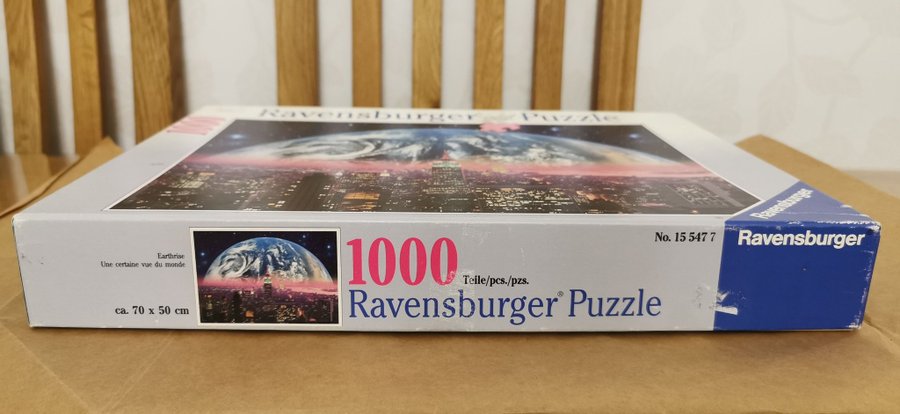 Ravensburger Puzzle
1000
Ravensburger
Earthrise
Une certaine vue du monde
ca. 70 x 50 cm
1000
Teile/pcs./pzs.
Ravensburger® Puzzle
No. 15 547 7
Ravensburger